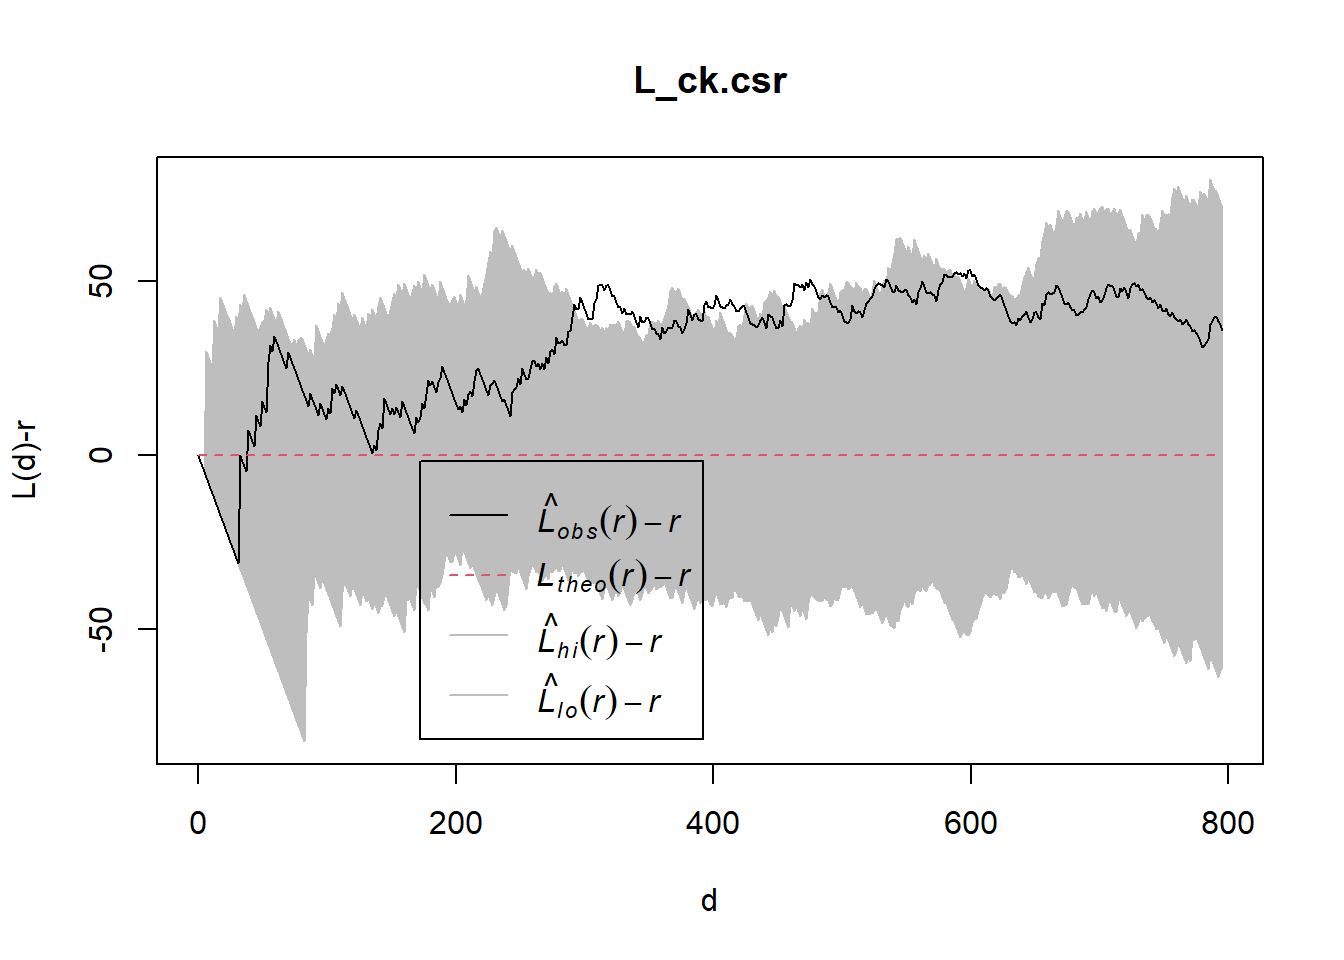 L_ck.csr
L(d)-r
50
0
-50
L̂obs(r) − r
Ltheo(r) − r
L̂hi(r) − r
L̂lo(r) − r
0 200 400 600 800
d